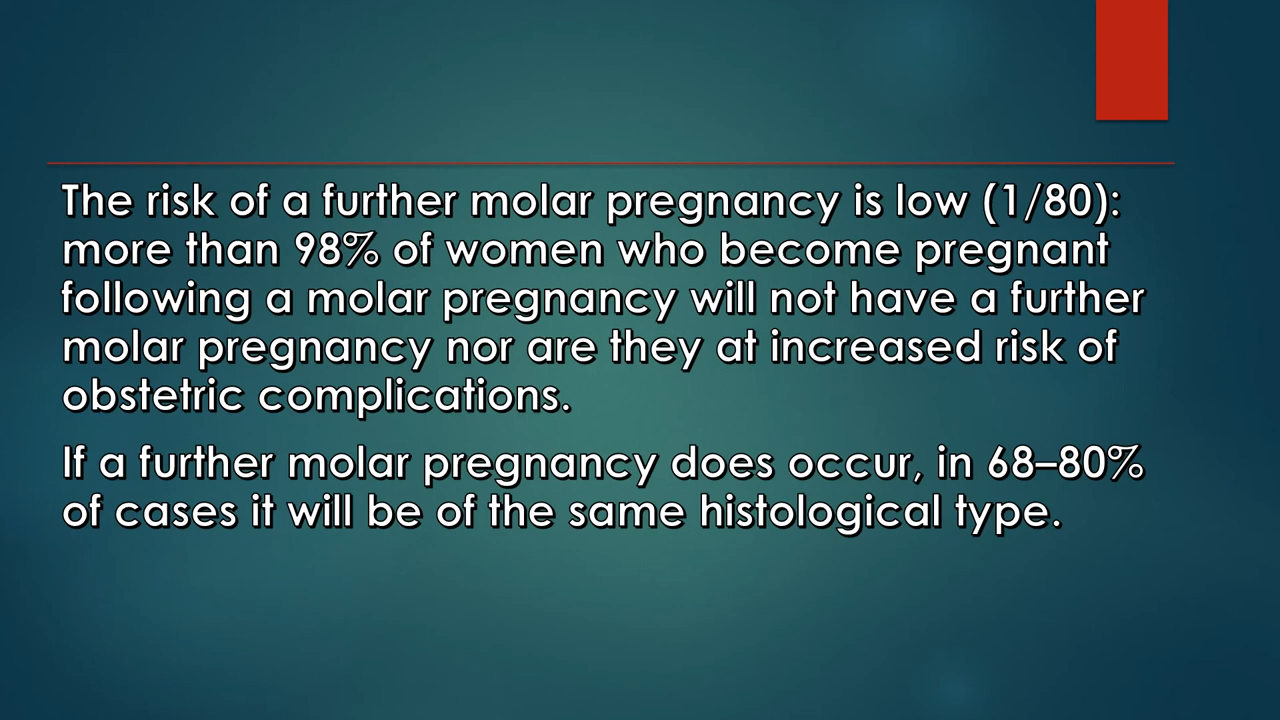 The risk of a further molar pregnancy is low (1/80):
more than 98% of women who become pregnant
following a molar pregnancy will not have a further
molar pregnancy nor are they at increased risk of
obstetric complications.
If a further molar pregnancy does occur, in 68–80%
of cases it will be of the same histological type.